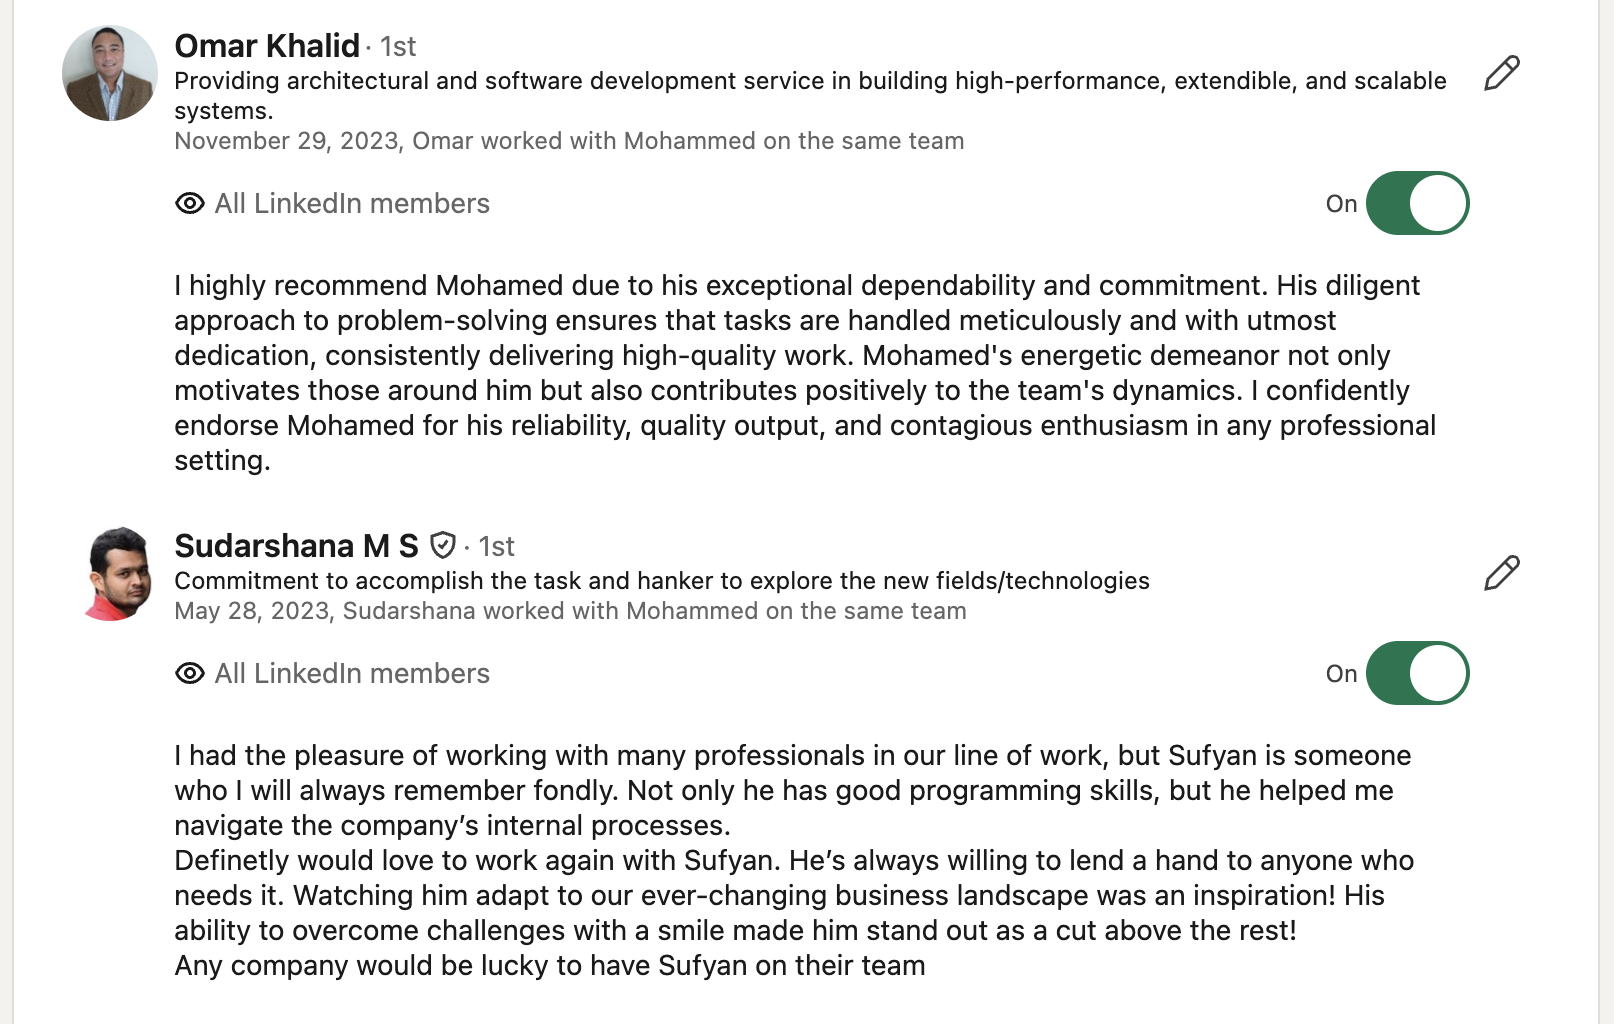 Omar Khalid · 1st
Providing architectural and software development service in building high-performance, extendible, and scalable
systems.
November 29, 2023, Omar worked with Mohammed on the same team
All LinkedIn members
On
I highly recommend Mohamed due to his exceptional dependability and commitment. His diligent
approach to problem-solving ensures that tasks are handled meticulously and with utmost
dedication, consistently delivering high-quality work. Mohamed's energetic demeanor not only
motivates those around him but also contributes positively to the team's dynamics. I confidently
endorse Mohamed for his reliability, quality output, and contagious enthusiasm in any professional
setting.
Sudarshana M S · 1st
Commitment to accomplish the task and hanker to explore the new fields/technologies
May 28, 2023, Sudarshana worked with Mohammed on the same team
All LinkedIn members
On
I had the pleasure of working with many professionals in our line of work, but Sufyan is someone
who I will always remember fondly. Not only he has good programming skills, but he helped me
navigate the company’s internal processes.
Definetly would love to work again with Sufyan. He’s always willing to lend a hand to anyone who
needs it. Watching him adapt to our ever-changing business landscape was an inspiration! His
ability to overcome challenges with a smile made him stand out as a cut above the rest!
Any company would be lucky to have Sufyan on their team